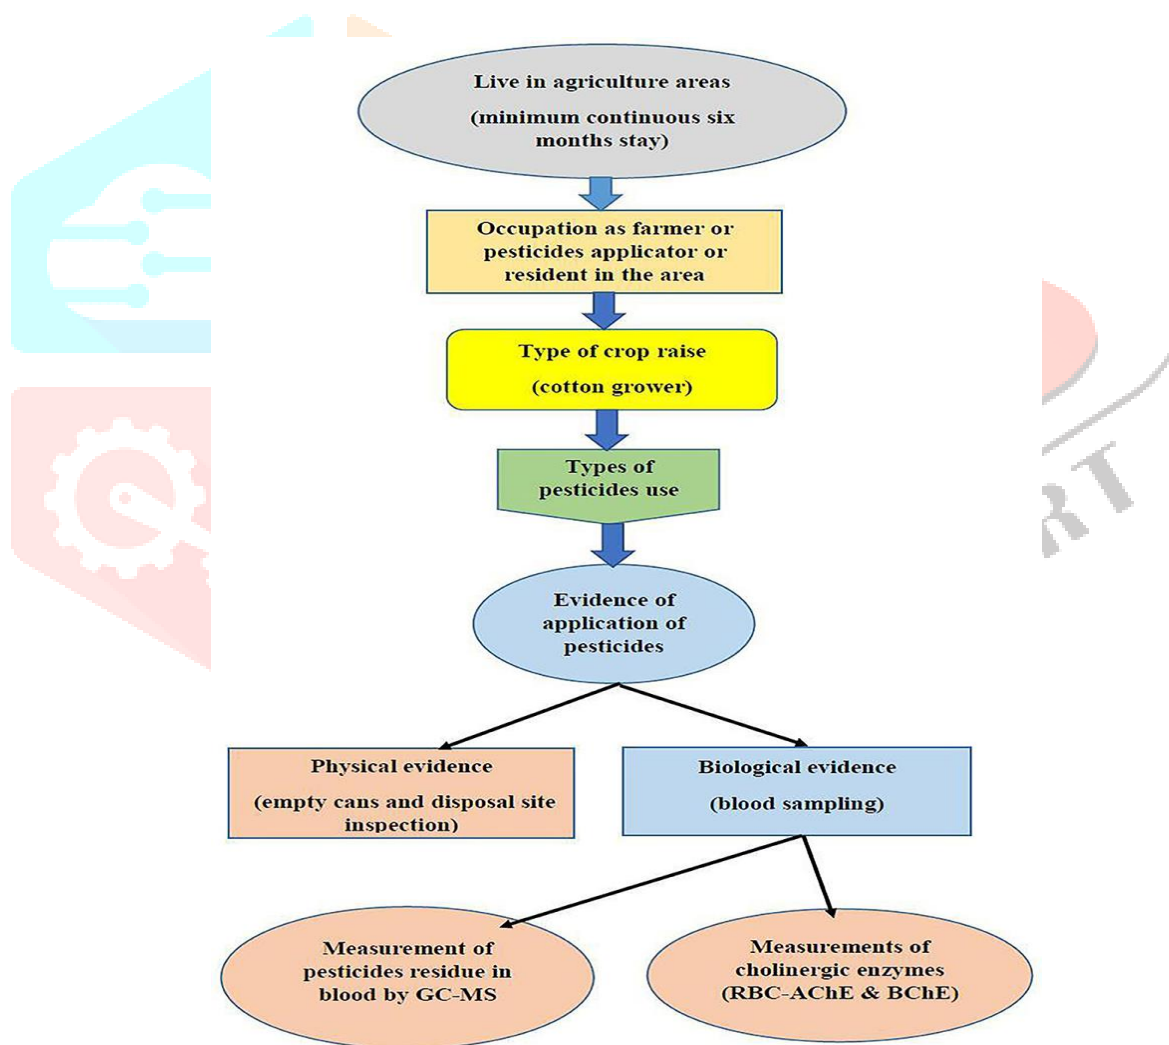 Live in agriculture areas
(minimum continuous six
months stay)
Occupation as farmer or
pesticides applicator or
resident in the area
Type of crop raise
(cotton grower)
Types of
pesticides use
Evidence of
application of
pesticides
Physical evidence
(empty cans and disposal site
inspection)
Biological evidence
(blood sampling)
Measurement of
pesticides residue in
blood by GC-MS
Measurements of
cholinergic enzymes
(RBC-AChE & BChE)
RT